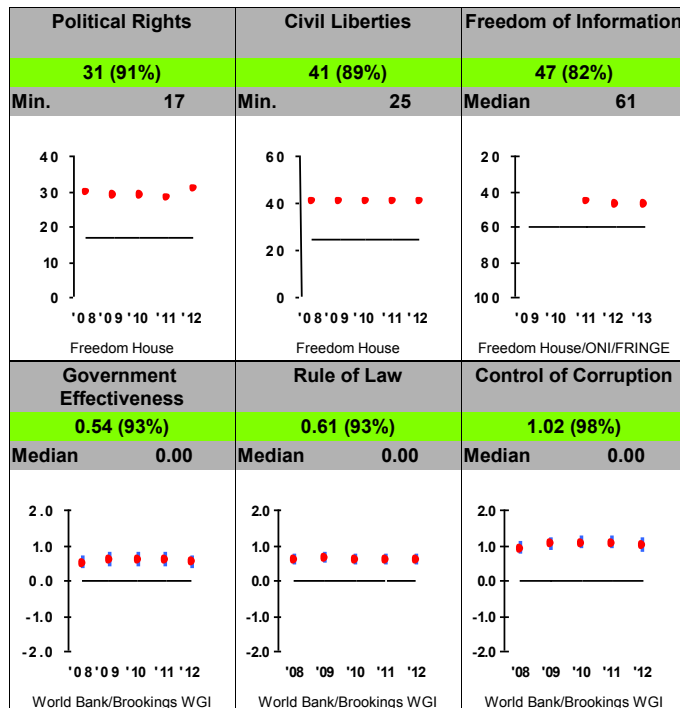 Political Rights
31 (91%)
Min. 17
40
30
20
10
0
'08 '09 '10 '11 '12
Freedom House
Civil Liberties
41 (89%)
Min. 25
60
40
20
0
'08 '09 '10 '11 '12
Freedom House
Freedom of Information
47 (82%)
Median 61
20
40
60
80
100
'09 '10 '11 '12 '13
Freedom House/ONI/FRINGE
Government
Effectiveness
0.54 (93%)
Median 0.00
2.0
1.0
0.0
-1.0
-2.0
'08 '09 '10 '11 '12
World Bank/Brookings WGI
Rule of Law
0.61 (93%)
Median 0.00
2.0
1.0
0.0
-1.0
-2.0
'08 '09 '10 '11 '12
World Bank/Brookings WGI
Control of Corruption
1.02 (98%)
Median 0.00
2.0
1.0
0.0
-1.0
-2.0
'08 '09 '10 '11 '12
World Bank/Brookings WGI